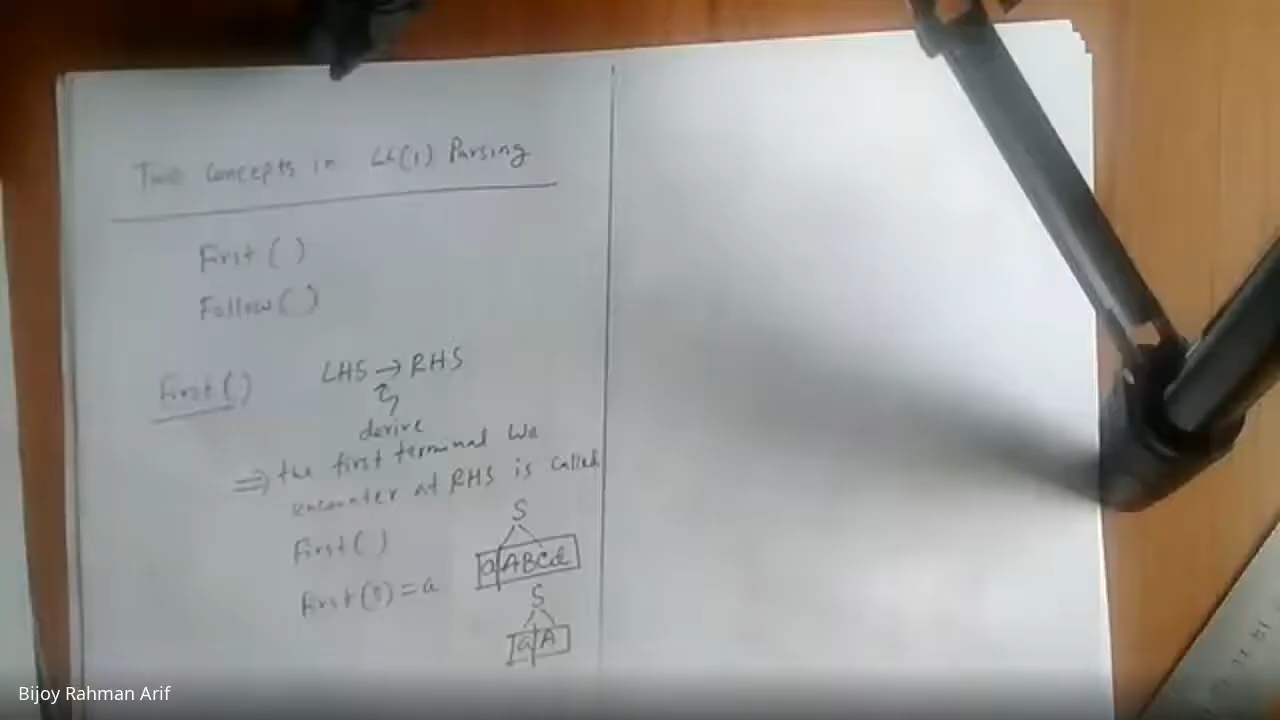 Two Concepts in LL(1) Parsing
First ( )
Follow ( )
First ( )
LHS → RHS
derive
⇒ the first terminal we
encounter at RHS is called
First ( )
First (S) = a
S
a ABCd
S
a A
Bijoy Rahman Arif